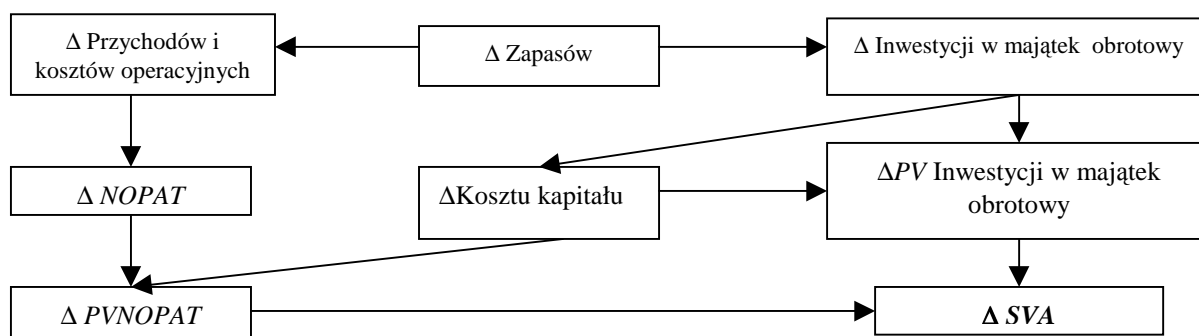 Δ Przychodów i
kosztów operacyjnych
Δ Zapasów
Δ Inwestycji w majątek obrotowy
Δ NOPAT
ΔKosztu kapitału
ΔPV Inwestycji w majątek
obrotowy
Δ PVNOPAT
Δ SVA